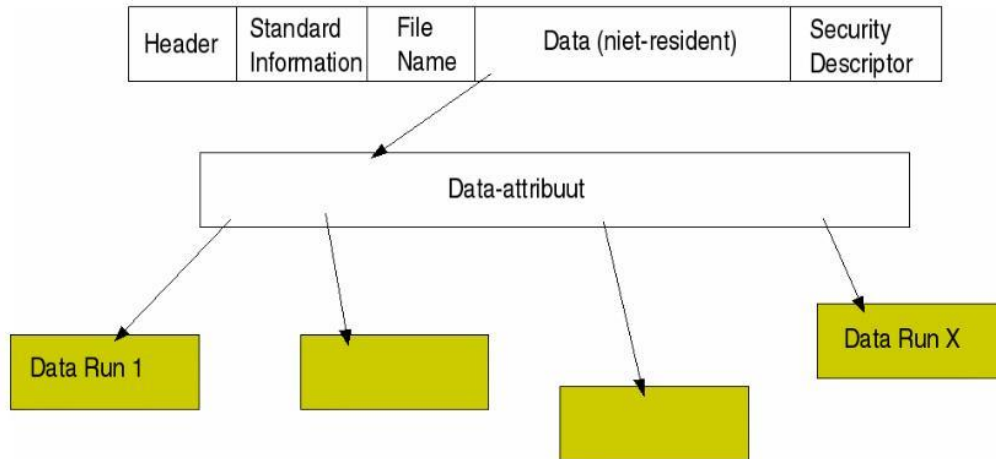 Header
Standard
Information
File
Name
Data (niet-resident)
Security
Descriptor
Data-attribuut
Data Run 1
Data Run X